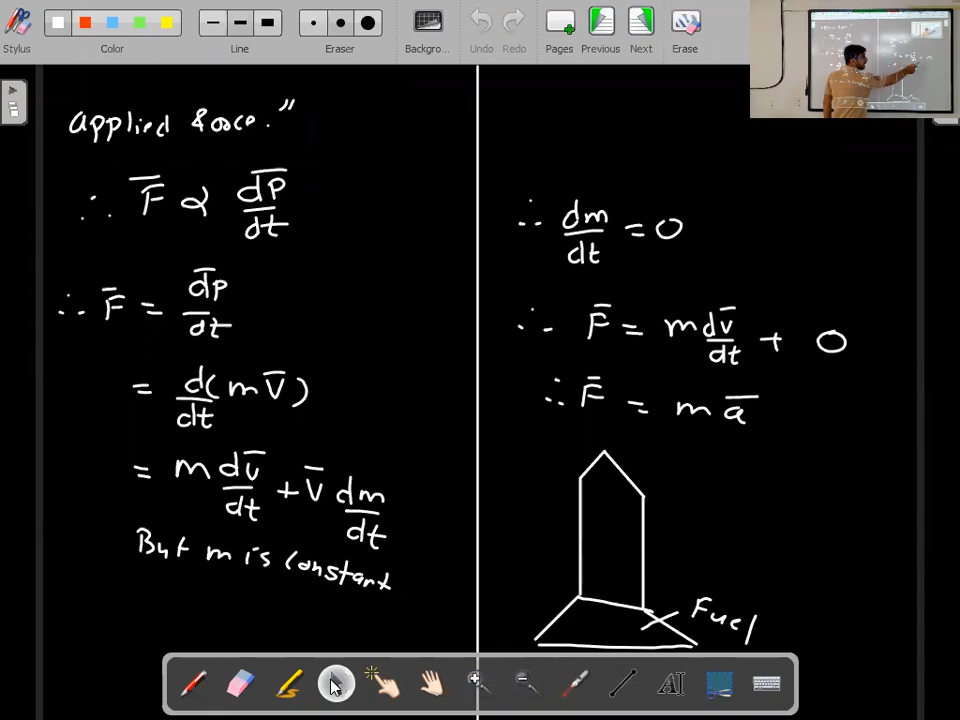 Stylus
Color
Line
Eraser
Backgro...
Undo
Redo
Pages
Previous
Next
Erase
Applied force."
∴ F̄ ∝ dP̄/dt
∴ F̄ = dp̄/dt
= d/dt (m v̄)
= m dv̄/dt + v̄ dm/dt
But m is constant
∴ dm/dt = 0
∴ F̄ = m dv̄/dt + 0
∴ F̄ = m ā
Fuel
AI